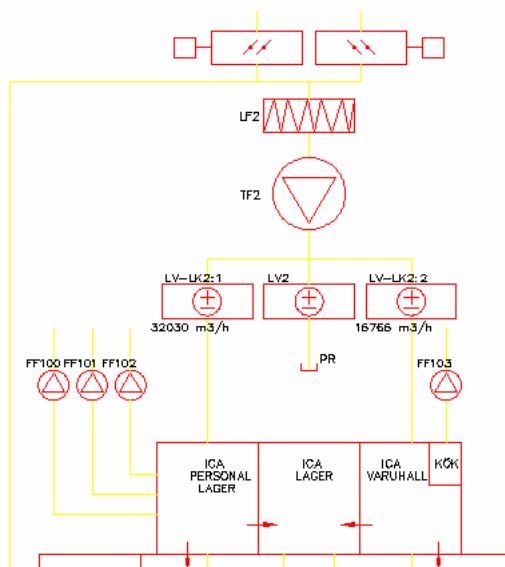 LF2
TF2
LV-LK2:1
LV2
LV-LK2:2
32030 m3/h
16766 m3/h
PR
FF100
FF101
FF102
FF103
ICA
PERSONAL
LAGER
ICA
LAGER
ICA
VARUHALL
KÖK